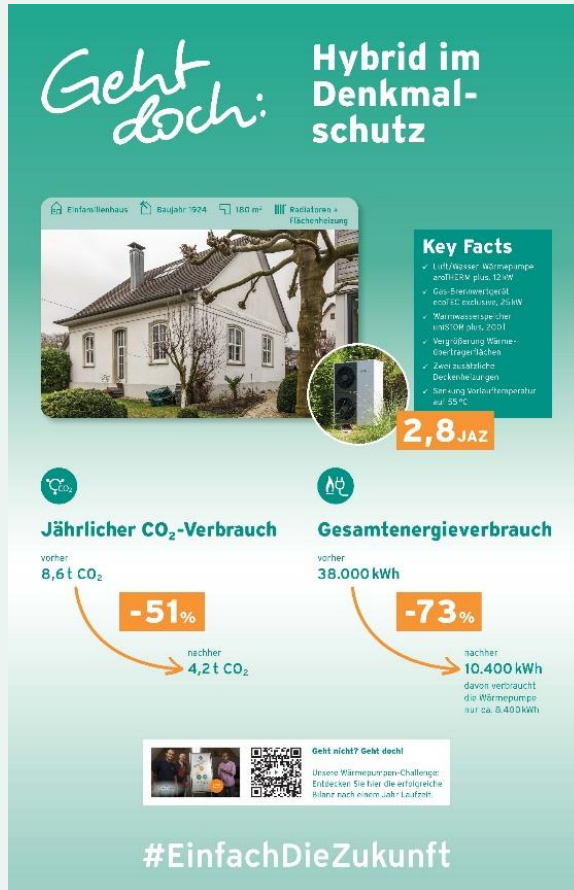 Geht
doch:
Hybrid im
Denkmal-
schutz
Einfamilienhaus
Baujahr 1924
180 m²
Radiatoren +
Flächenheizung
Key Facts
✓ Luft/Wasser-Wärmepumpe
aroTHERM plus, 12 kW
✓ Gas-Brennwertgerät
ecoTEC exclusive, 25 kW
✓ Warmwasserspeicher
uniSTOR plus, 200 l
✓ Vergrößerung Wärme-
übertragerflächen
✓ Zwei zusätzliche
Deckenheizungen
✓ Senkung Vorlauftemperatur
auf 55 °C
2,8 JAZ
CO₂
Jährlicher CO₂-Verbrauch
vorher
8,6 t CO₂
-51%
nachher
4,2 t CO₂
Gesamtenergieverbrauch
vorher
38.000 kWh
-73%
nachher
10.400 kWh
davon verbraucht
die Wärmepumpe
nur ca. 8.400 kWh
Geht nicht? Geht doch!
Unsere Wärmepumpen-Challenge:
Entdecken Sie hier die erfolgreiche
Bilanz nach einem Jahr Laufzeit.
#EinfachDieZukunft